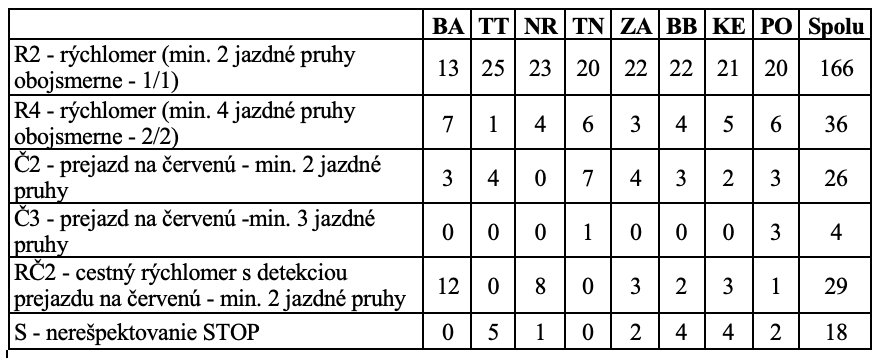 BA TT NR TN ZA BB KE PO Spolu
R2 - rýchlomer (min. 2 jazdné pruhy
obojsmerne - 1/1) 13 25 23 20 22 22 21 20 166
R4 - rýchlomer (min. 4 jazdné pruhy
obojsmerne - 2/2) 7 1 4 6 3 4 5 6 36
Č2 - prejazd na červenú - min. 2 jazdné
pruhy 3 4 0 7 4 3 2 3 26
Č3 - prejazd na červenú -min. 3 jazdné
pruhy 0 0 0 1 0 0 0 3 4
RČ2 - cestný rýchlomer s detekciou
prejazdu na červenú - min. 2 jazdné pruhy 12 0 8 0 3 2 3 1 29
S - nerešpektovanie STOP 0 5 1 0 2 4 4 2 18